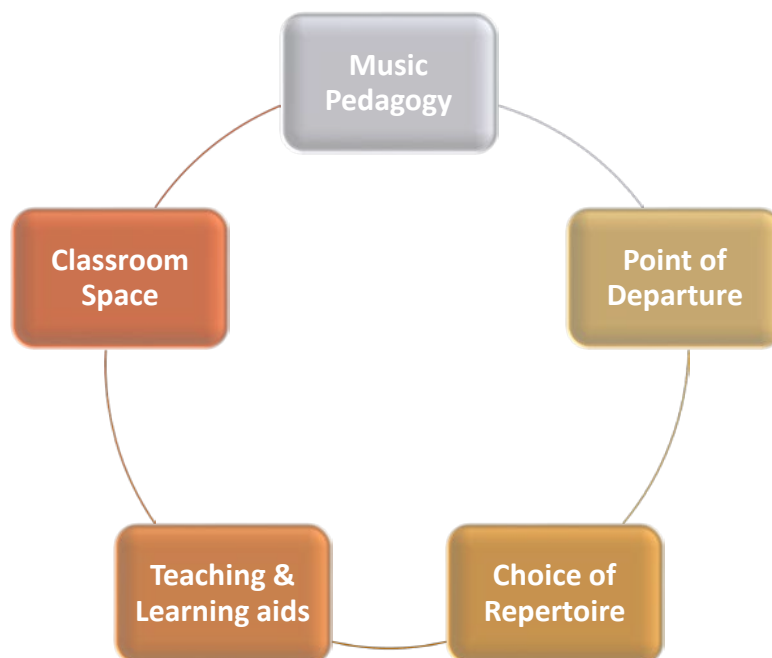 Music
Pedagogy
Point of
Departure
Choice of
Repertoire
Teaching &
Learning aids
Classroom
Space